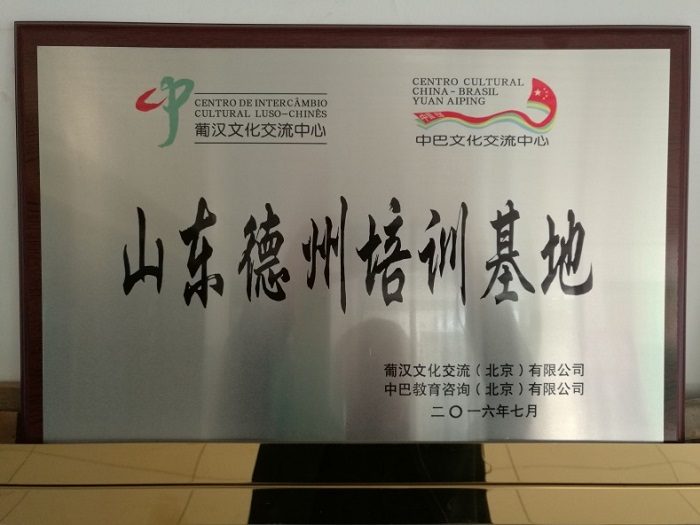 CENTRO DE INTERCÂMBIO
CULTURAL LUSO-CHINÊS
葡汉文化交流中心
CENTRO CULTURAL
CHINA-BRASIL
YUAN AIPING
中巴文化交流中心
山东德州培训基地
葡汉文化交流（北京）有限公司
中巴教育咨询（北京）有限公司
二〇一六年七月